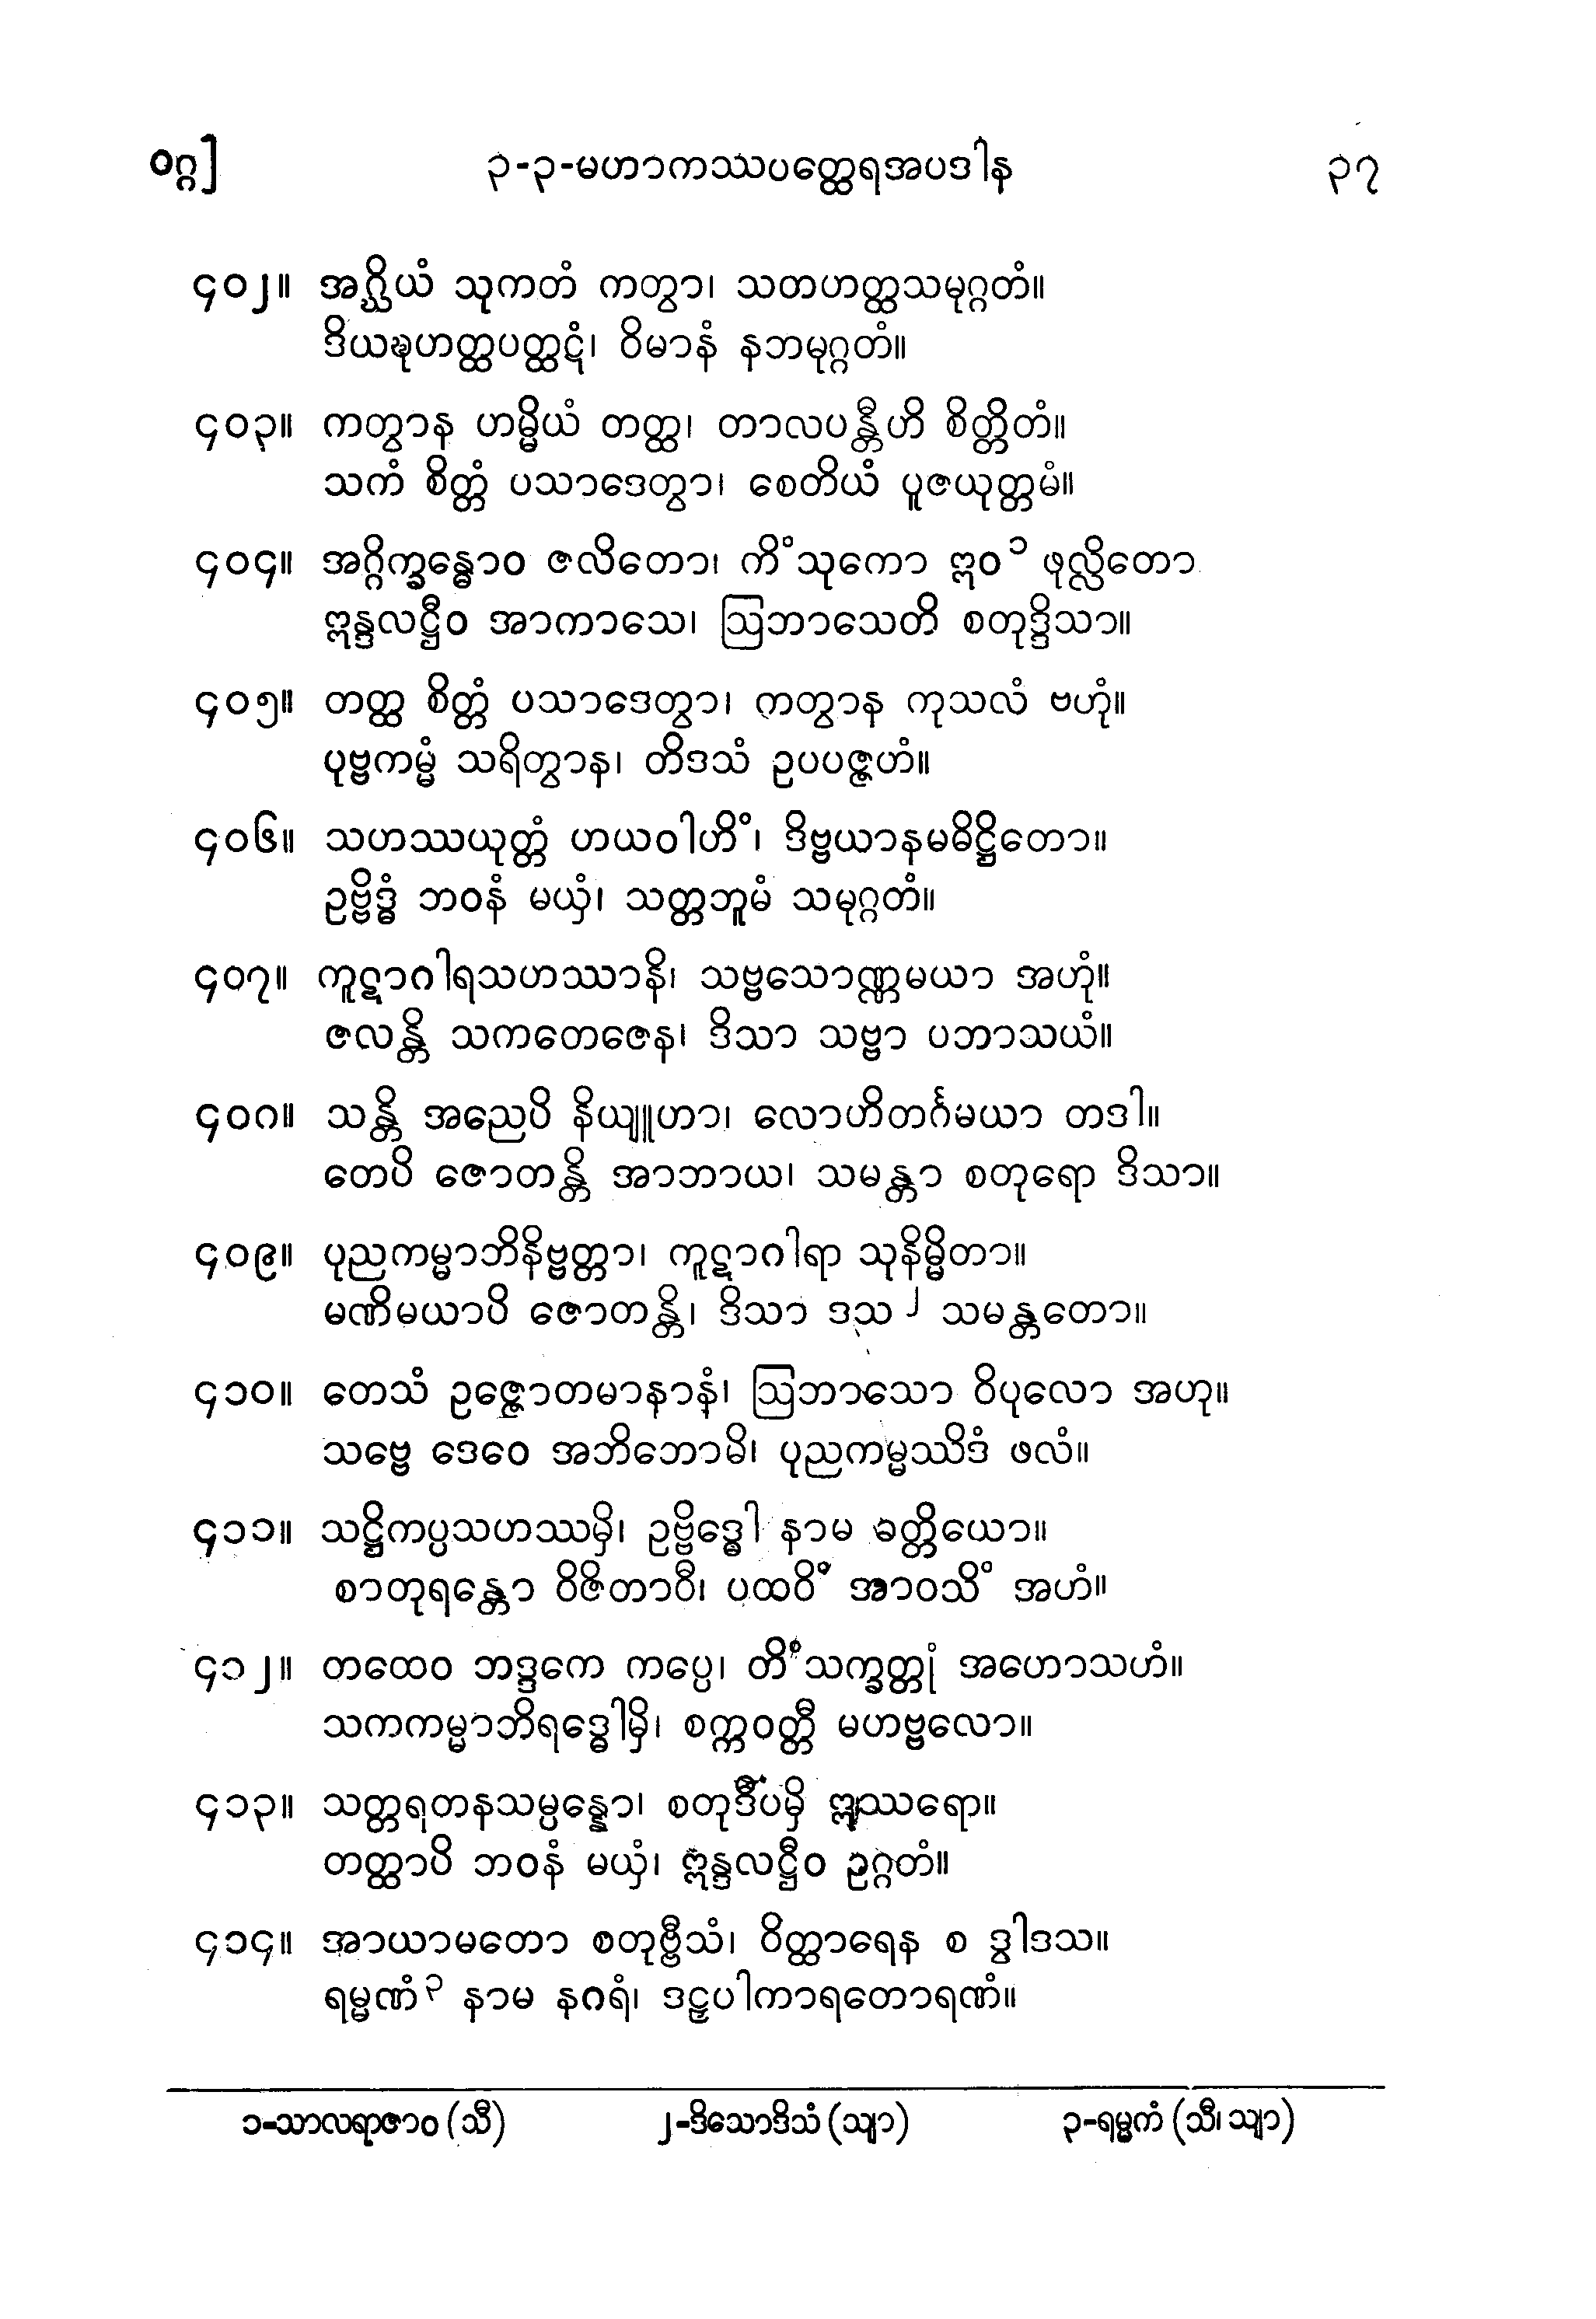 ဝဂ္ဂ]	၃-၃-မဟာကဿပတ္ထေရအပဒါန	၃၇
၄၀၂။ အဂ္ဃိယံ သုကတံ ကတွာ၊ သတဟတ္ထသမုဂ္ဂတံ။
ဒိယဍ္ဎဟတ္ထပတ္ထဋံ၊ ဝိမာနံ နဘမုဂ္ဂတံ။
၄၀၃။ ကတွာန ဟမ္မိယံ တတ္ထ၊ တာလပန္တီဟိ စိတ္တိတံ။
သကံ စိတ္တံ ပသာဒေတွာ၊ စေတိယံ ပူဇယုတ္တမံ။
၄၀၄။ အဂ္ဂိက္ခန္ဓောဝ ဇလိတော၊ ကိံသုကော ဣဝ ၁ ဖုလ္လိတော
ဣန္ဒလဋ္ဌီဝ အာကာသေ၊ ဩဘာသေတိ စတုဒ္ဒိသာ။
၄၀၅။ တတ္ထ စိတ္တံ ပသာဒေတွာ၊ ကတွာန ကုသလံ ဗဟုံ။
ပုဗ္ဗကမ္မံ သရိတွာန၊ တိဒသံ ဥပပဇ္ဇဟံ။
၄၀၆။ သဟဿယုတ္တံ ဟယဝါဟိံ၊ ဒိဗ္ဗယာနမဓိဋ္ဌိတော။
ဥဗ္ဗိဒ္ဓံ ဘဝနံ မယှံ၊ သတ္တဘူမံ သမုဂ္ဂတံ။
၄၀၇။ ကူဋာဂါရသဟဿာနိ၊ သဗ္ဗသောဏ္ဏမယာ အဟုံ။
ဇလန္တိ သကတေဇေန၊ ဒိသာ သဗ္ဗာ ပဘာသယံ။
၄၀၈။ သန္တိ အညေပိ နိယျူဟာ၊ လောဟိတင်္ဂမယာ တဒါ။
တေပိ ဇောတန္တိ အာဘာယ၊ သမန္တာ စတုရော ဒိသာ။
၄၀၉။ ပုညကမ္မာဘိနိဗ္ဗတ္တာ၊ ကူဋာဂါရာ သုနိမ္မိတာ။
မဏိမယာပိ ဇောတန္တိ၊ ဒိသာ ဒသ ၂ သမန္တတော။
၄၁၀။ တေသံ ဥဇ္ဇောတမာနာနံ၊ ဩဘာသော ဝိပုလော အဟု။
သဗ္ဗေ ဒေဝေ အဘိဘောမိ၊ ပုညကမ္မဿိဒံ ဖလံ။
၄၁၁။ သဋ္ဌိကပ္ပသဟဿမှိ၊ ဥဗ္ဗိဒ္ဓေါ နာမ ခတ္တိယော။
စာတုရန္တော ဝိဇိတာဝီ၊ ပထဝိံ အာဝသိံ အဟံ။
၄၁၂။ တထေဝ ဘဒ္ဒကေ ကပ္ပေ၊ တိံသက္ခတ္တုံ အဟောသဟံ။
သကကမ္မာဘိရဒ္ဓေါမှိ၊ စက္ကဝတ္တီ မဟဗ္ဗလော။
၄၁၃။ သတ္တရတနသမ္ပန္နော၊ စတုဒီပမှိ ဣဿရော။
တတ္ထာပိ ဘဝနံ မယှံ၊ ဣန္ဒလဋ္ဌီဝ ဥဂ္ဂတံ။
၄၁၄။ အာယာမတော စတုဗ္ဗီသံ၊ ဝိတ္ထာရေန စ ဒွါဒသ။
ရမ္မဏံ ၃ နာမ နဂရံ၊ ဒဠှပါကာရတောရဏံ။
၁-သာလရာဇာဝ (သီ)	၂-ဒိသောဒိသံ (သျာ)	၃-ရမ္မကံ (သီ၊ သျာ)